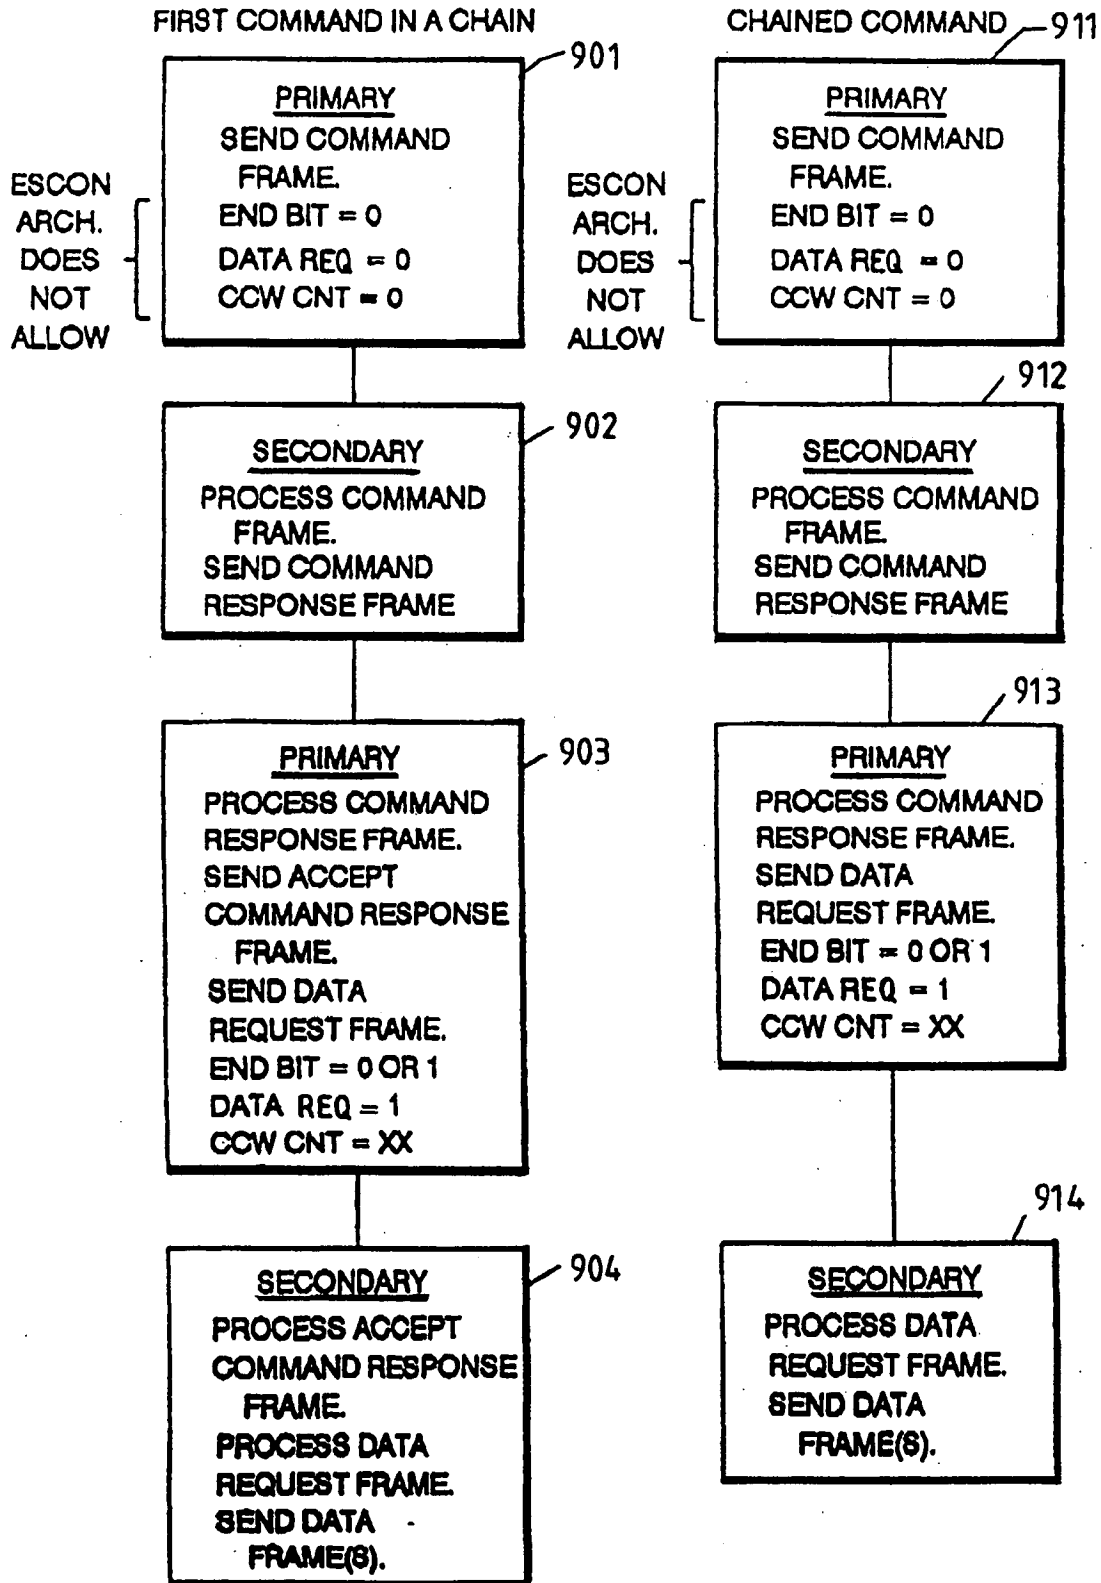 FIRST COMMAND IN A CHAIN
901
PRIMARY
SEND COMMAND
FRAME.
END BIT = 0
DATA REQ = 0
CCW CNT = 0
ESCON
ARCH.
DOES
NOT
ALLOW
902
SECONDARY
PROCESS COMMAND
FRAME.
SEND COMMAND
RESPONSE FRAME
903
PRIMARY
PROCESS COMMAND
RESPONSE FRAME.
SEND ACCEPT
COMMAND RESPONSE
FRAME.
SEND DATA
REQUEST FRAME.
END BIT = 0 OR 1
DATA REQ = 1
CCW CNT = XX
904
SECONDARY
PROCESS ACCEPT
COMMAND RESPONSE
FRAME.
PROCESS DATA
REQUEST FRAME.
SEND DATA
FRAME(S).
CHAINED COMMAND
911
PRIMARY
SEND COMMAND
FRAME.
END BIT = 0
DATA REQ = 0
CCW CNT = 0
ESCON
ARCH.
DOES
NOT
ALLOW
912
SECONDARY
PROCESS COMMAND
FRAME.
SEND COMMAND
RESPONSE FRAME
913
PRIMARY
PROCESS COMMAND
RESPONSE FRAME.
SEND DATA
REQUEST FRAME.
END BIT = 0 OR 1
DATA REQ = 1
CCW CNT = XX
914
SECONDARY
PROCESS DATA
REQUEST FRAME.
SEND DATA
FRAME(S).